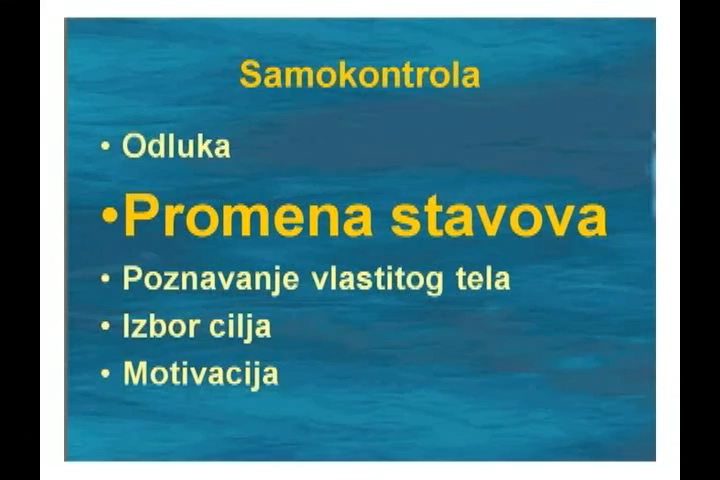 Samokontrola
• Odluka
•Promena stavova
• Poznavanje vlastitog tela
• Izbor cilja
• Motivacija